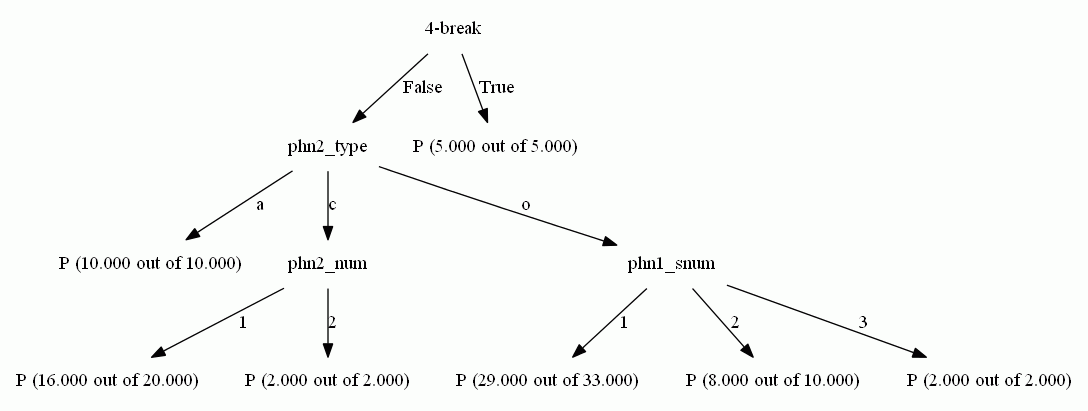 4-break
False
True
phn2_type
P (5.000 out of 5.000)
a
c
o
P (10.000 out of 10.000)
phn2_num
phn1_snum
1
2
1
2
3
P (16.000 out of 20.000)
P (2.000 out of 2.000)
P (29.000 out of 33.000)
P (8.000 out of 10.000)
P (2.000 out of 2.000)